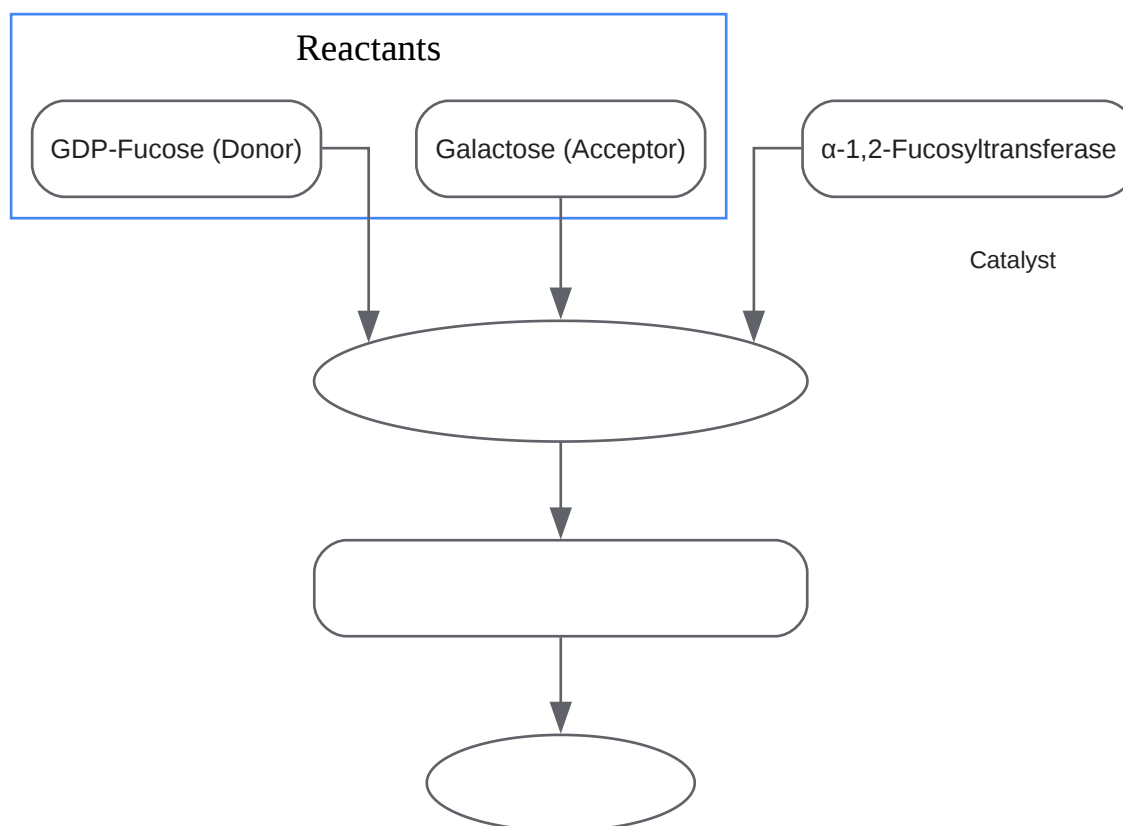 Reactants
GDP-Fucose (Donor)
Galactose (Acceptor)
α-1,2-Fucosyltransferase
Catalyst